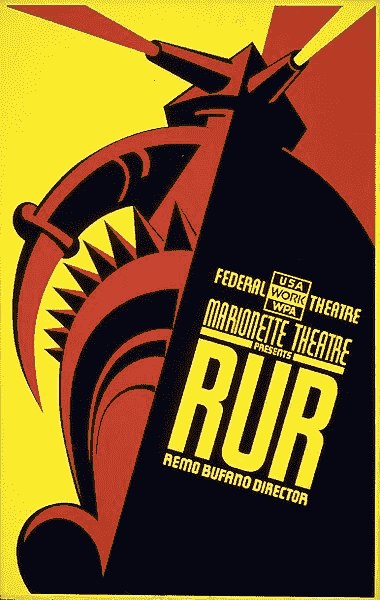 FEDERAL USA WORK WPA THEATRE
MARIONETTE THEATRE
PRESENTS
RUR
REMO BUFANO DIRECTOR